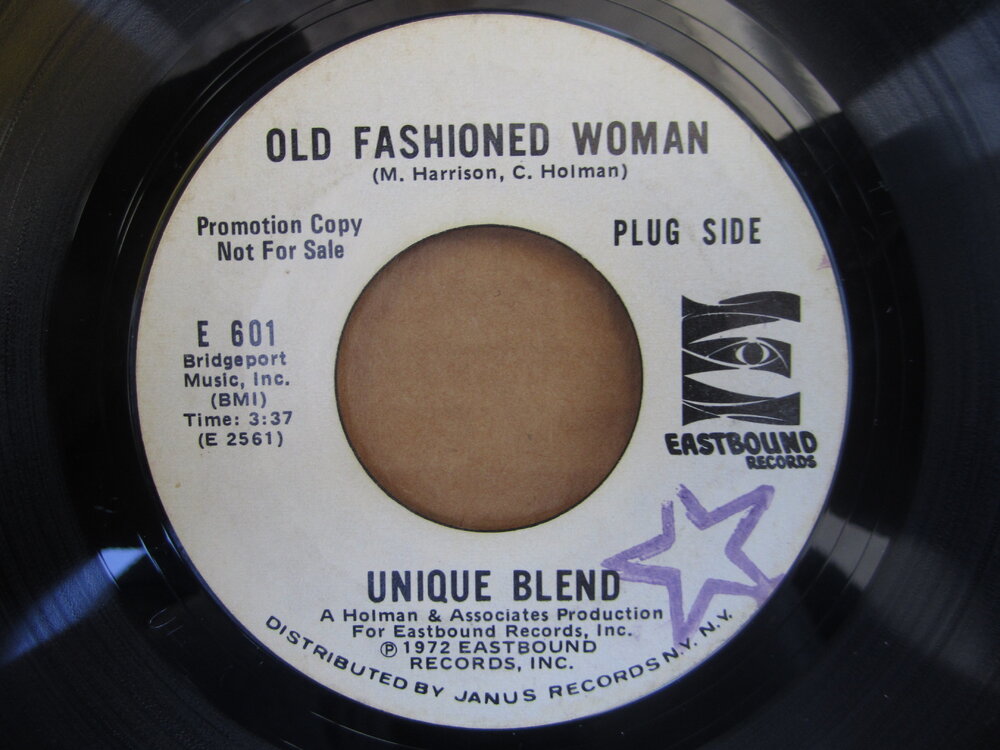 OLD FASHIONED WOMAN
(M. Harrison, C. Holman)
Promotion Copy
Not For Sale
PLUG SIDE
E 601
Bridgeport
Music, Inc.
(BMI)
Time: 3:37
(E 2561)
EASTBOUND
RECORDS
UNIQUE BLEND
A Holman & Associates Production
For Eastbound Records, Inc.
℗ 1972 EASTBOUND
RECORDS, INC.
DISTRIBUTED BY JANUS RECORDS N.Y. N.Y.